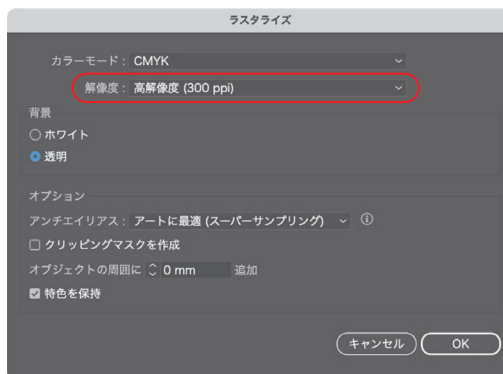 ラスタライズ
カラーモード : CMYK
解像度 : 高解像度 (300 ppi)
背景
ホワイト
透明
オプション
アンチエイリアス : アートに最適 (スーパーサンプリング)
クリッピングマスクを作成
オブジェクトの周囲に 0 mm 追加
特色を保持
キャンセル OK